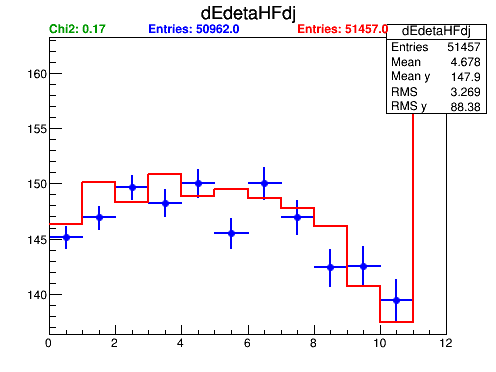 dEdetaHFdj
Chi2: 0.17 Entries: 50962.0 Entries: 51457.0
dEdetaHFdj
Entries 51457
Mean 4.678
Mean y 147.9
RMS 3.269
RMS y 88.38
160
155
150
145
140
0 2 4 6 8 10 12